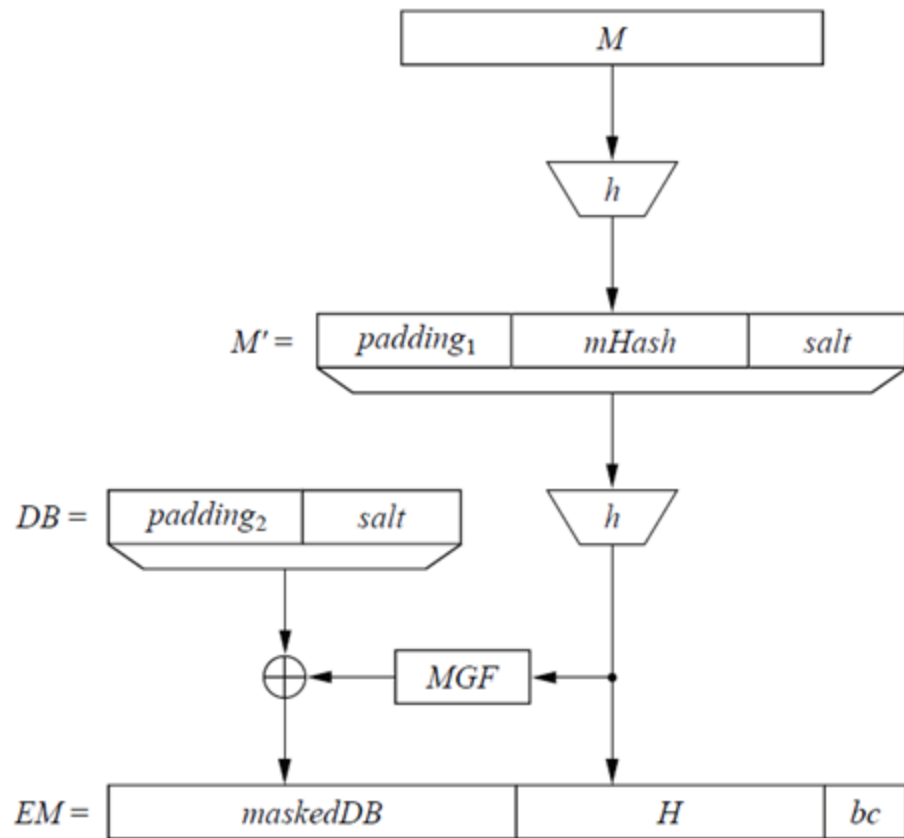 M
h
M′ = padding₁ mHash salt
DB = padding₂ salt
h
MGF
EM = maskedDB H bc